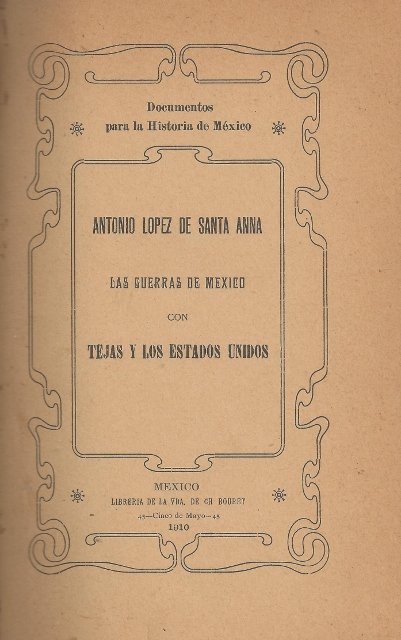 Documentos
para la Historia de México
ANTONIO LOPEZ DE SANTA ANNA
LAS GUERRAS DE MEXICO
CON
TEJAS Y LOS ESTADOS UNIDOS
MEXICO
LIBRERIA DE LA VDA. DE CH BOURET
45—Cinco de Mayo—45
1910